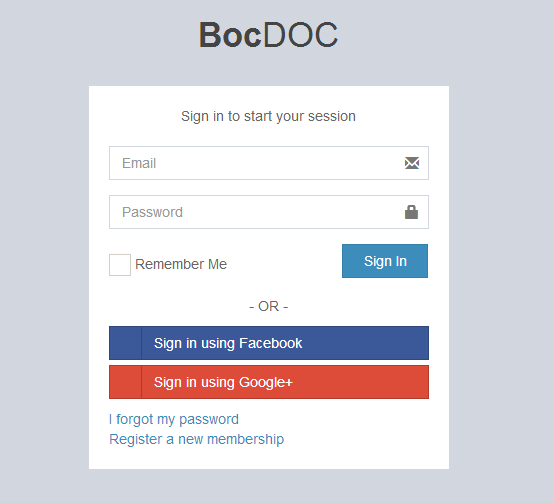 BocDOC
Sign in to start your session
Email
Password
Remember Me
Sign In
- OR -
Sign in using Facebook
Sign in using Google+
I forgot my password
Register a new membership